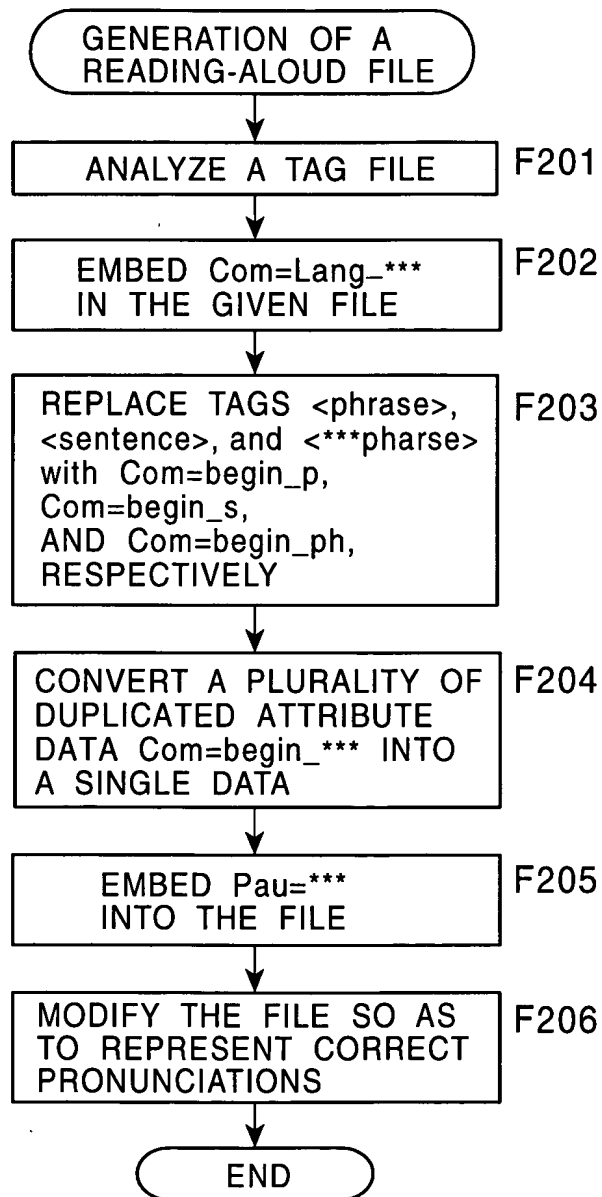 GENERATION OF A
READING-ALOUD FILE
ANALYZE A TAG FILE
F201
EMBED Com=Lang_***
IN THE GIVEN FILE
F202
REPLACE TAGS <phrase>,
<sentence>, and <***pharse>
with Com=begin_p,
Com=begin_s,
AND Com=begin_ph,
RESPECTIVELY
F203
CONVERT A PLURALITY OF
DUPLICATED ATTRIBUTE
DATA Com=begin_*** INTO
A SINGLE DATA
F204
EMBED Pau=***
INTO THE FILE
F205
MODIFY THE FILE SO AS
TO REPRESENT CORRECT
PRONUNCIATIONS
F206
END